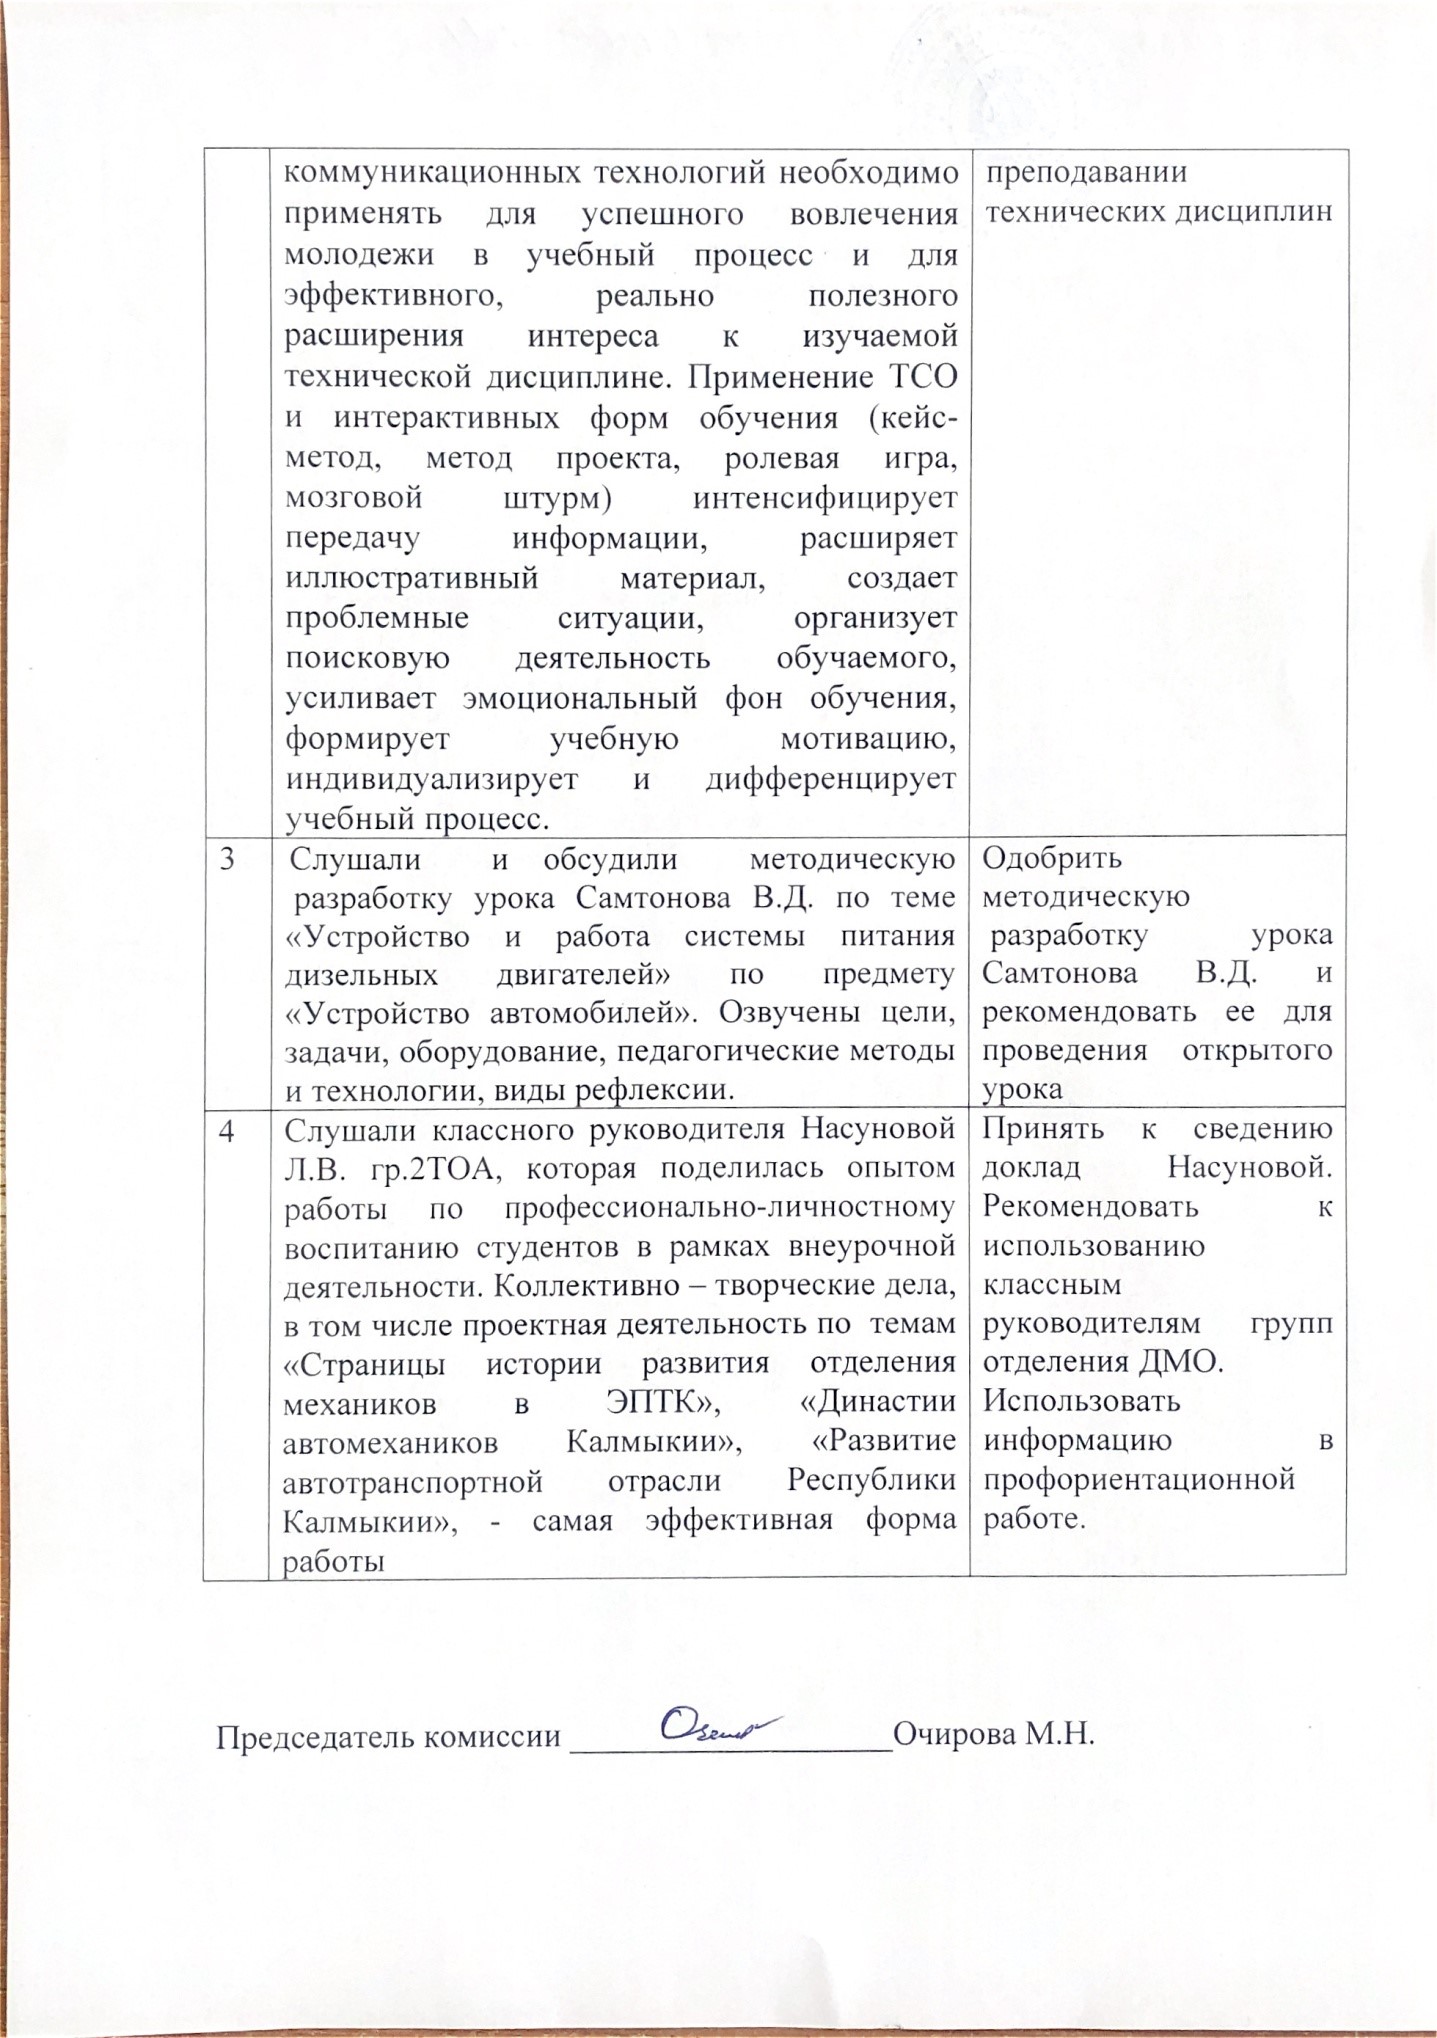 коммуникационных технологий необходимо
применять для успешного вовлечения
молодежи в учебный процесс и для
эффективного, реально полезного
расширения интереса к изучаемой
технической дисциплине. Применение ТСО
и интерактивных форм обучения (кейс-
метод, метод проекта, ролевая игра,
мозговой штурм) интенсифицирует
передачу информации, расширяет
иллюстративный материал, создает
проблемные ситуации, организует
поисковую деятельность обучаемого,
усиливает эмоциональный фон обучения,
формирует учебную мотивацию,
индивидуализирует и дифференцирует
учебный процесс.
преподавании
технических дисциплин
3
Слушали и обсудили методическую
разработку урока Самтонова В.Д. по теме
«Устройство и работа системы питания
дизельных двигателей» по предмету
«Устройство автомобилей». Озвучены цели,
задачи, оборудование, педагогические методы
и технологии, виды рефлексии.
Одобрить
методическую
разработку урока
Самтонова В.Д. и
рекомендовать ее для
проведения открытого
урока
4
Слушали классного руководителя Насуновой
Л.В. гр.2ТОА, которая поделилась опытом
работы по профессионально-личностному
воспитанию студентов в рамках внеурочной
деятельности. Коллективно – творческие дела,
в том числе проектная деятельность по темам
«Страницы истории развития отделения
механиков в ЭПТК», «Династии
автомехаников Калмыкии», «Развитие
автотранспортной отрасли Республики
Калмыкии», - самая эффективная форма
работы
Принять к сведению
доклад Насуновой.
Рекомендовать к
использованию
классным
руководителям групп
отделения ДМО.
Использовать
информацию в
профориентационной
работе.
Председатель комиссии ____________________Очирова М.Н.